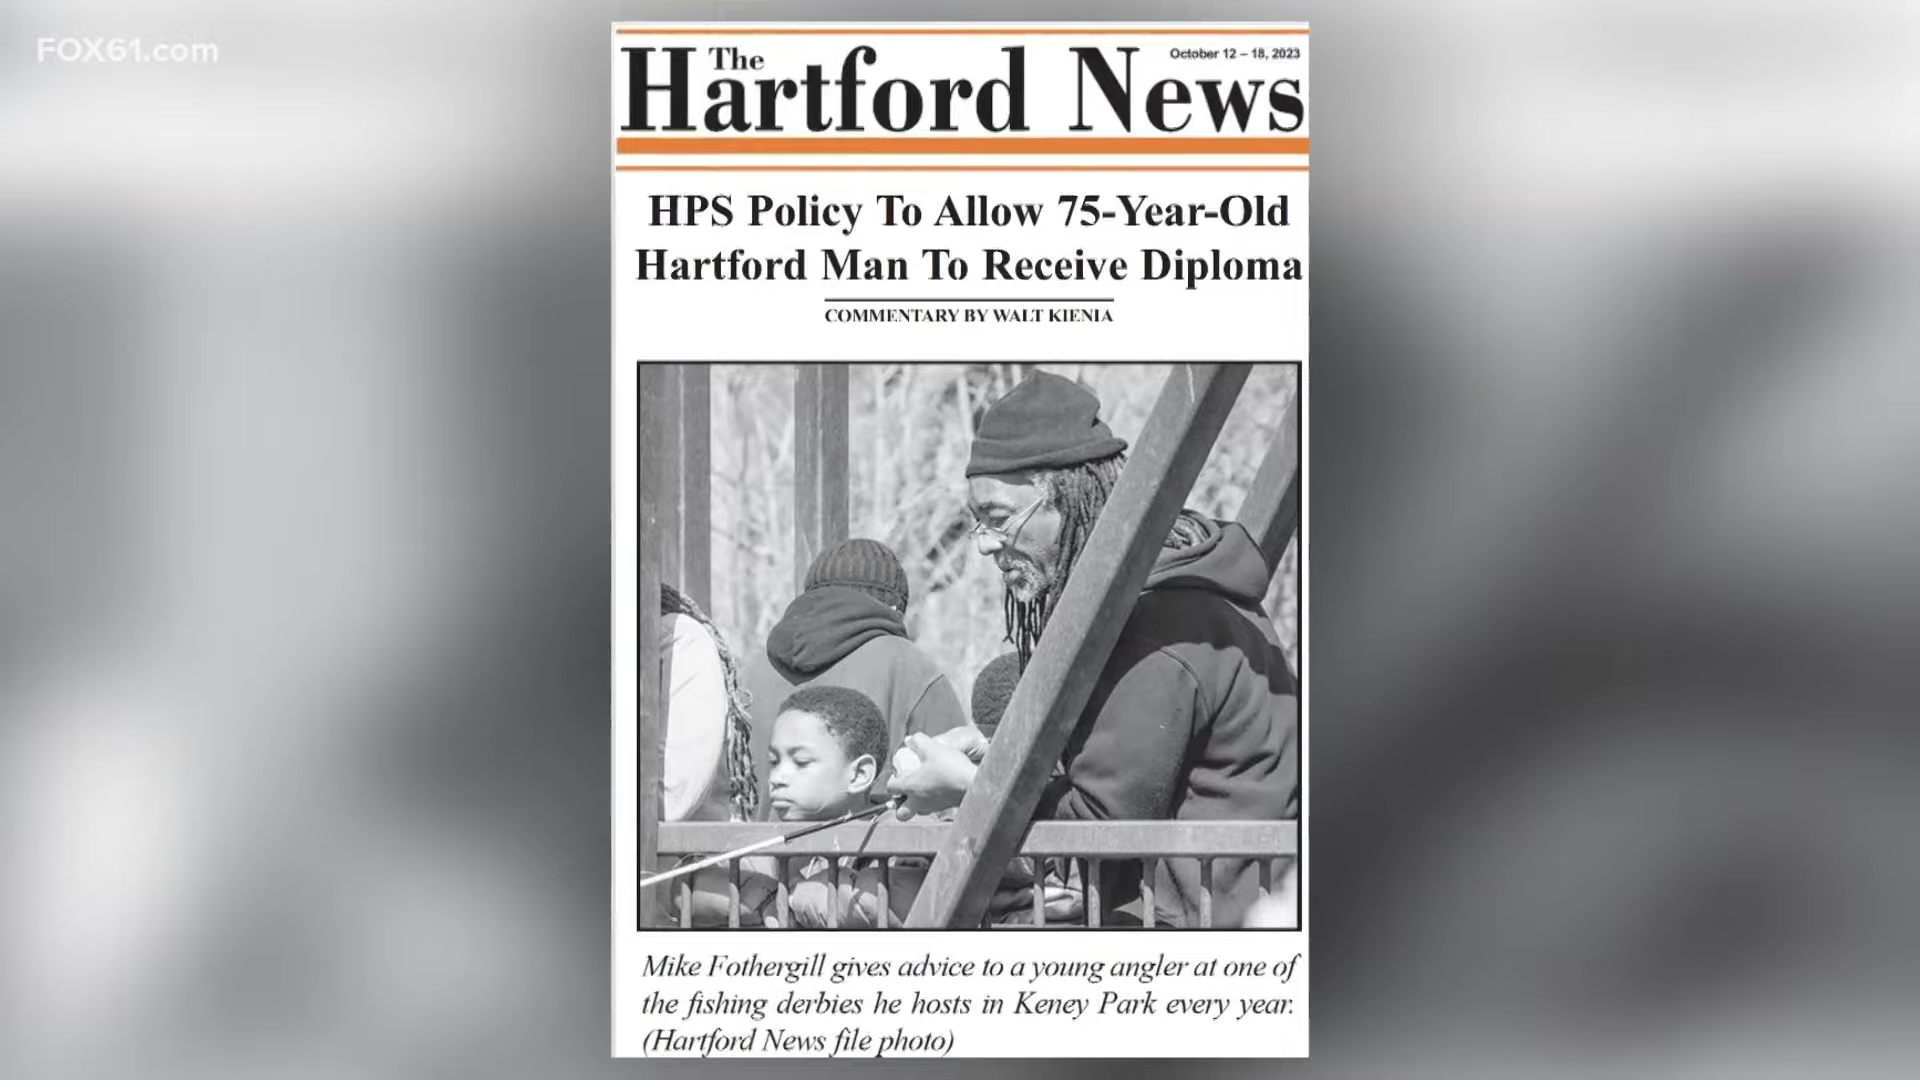 FOX61.com
The
Hartford News
October 12 – 18, 2023
HPS Policy To Allow 75-Year-Old
Hartford Man To Receive Diploma
COMMENTARY BY WALT KIENIA
Mike Fothergill gives advice to a young angler at one of
the fishing derbies he hosts in Keney Park every year.
(Hartford News file photo)